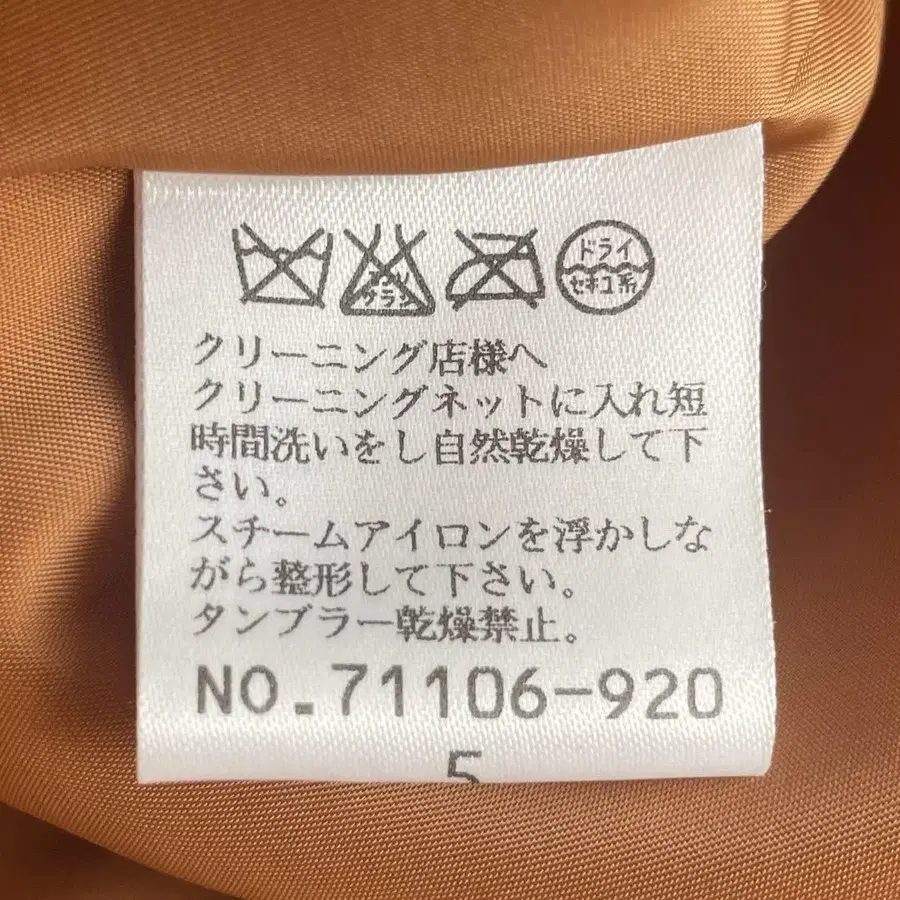 ドライ
セキユ系
クリーニング店様へ
クリーニングネットに入れ短
時間洗いをし自然乾燥して下
さい。
スチームアイロンを浮かしな
がら整形して下さい。
タンブラー乾燥禁止。
NO.71106-920
5